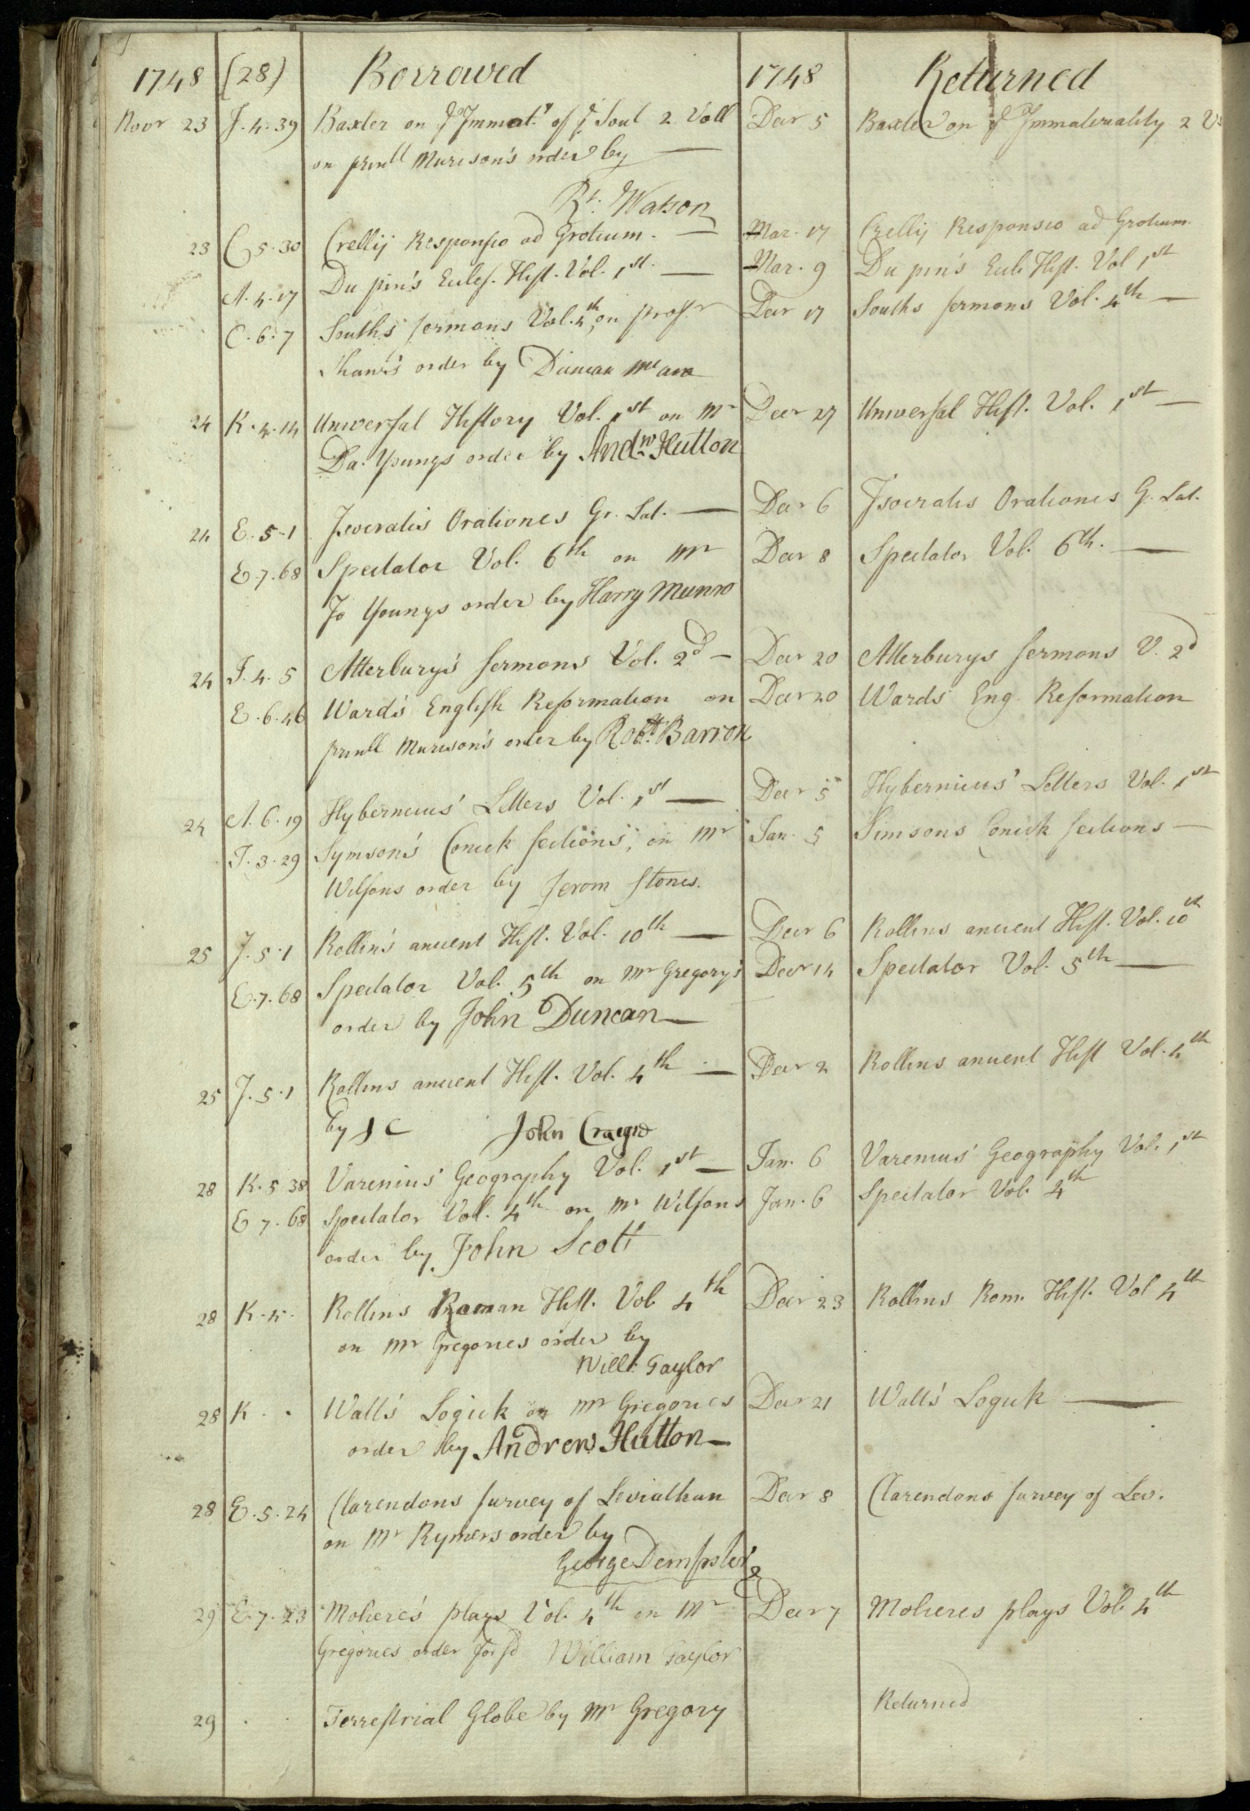 1748 (28) Borrowed 1748 Returned
Novr 23 J.4.39 Baxter on ye Immat. of ye Soul 2 Voll Decr 5 Baxter on ye Immateriality 2 V
on prinll Murison's order by —
Rt. Watson
23 C.5.30 Crellij Responsio ad Grotium. — Mar. 17 Crellij Responsio ad Grotium.
A.4.17 Du pin's Eccles. Hist. Vol. 1st. — Mar. 9 Du pin's Eccle Hist. Vol 1st
C.6.7 Souths sermons Vol. 4th, on profr Decr 17 Souths sermons Vol. 4th —
Shaw's order by Duncan
24 K.4.14 Universal History Vol. 1st on Mr Decr 27 Universal Hist. Vol. 1st —
Da: Youngs order by Andw Hutton
24 E.5.1 Isocratis Orationes Gr. Lat. — Decr 6 Isocratis Orationes G. Lat.
E.7.68 Spectator Vol. 6th on Mr Decr 8 Spectator Vol. 6th. —
Jo Youngs order by Harry Munro
24 J.4.5 Atterbury's sermons Vol. 2d — Decr 20 Atterburys sermons V. 2d
E.6.46 Ward's English Reformation on Decr 20 Wards Eng. Reformation
prinll Murison's order by Robt. Barron
24 A.6.19 Hybernicus' Letters Vol. 1st — Decr 5 Hybernicus' Letters Vol. 1st
J.3.29 Symson's Conick sections, on Mr Jan. 5 Simsons Conick sections —
Wilsons order by Jerom Stones.
25 J.5.1 Rollin's ancient Hist. Vol. 10th — Decr 6 Rollins ancient Hist. Vol. 10th
E.7.68 Spectator Vol. 5th on Mr Gregory's Decr 14 Spectator Vol. 5th —
order by John Duncan —
25 J.5.1 Rollins ancient Hist. Vol. 4th — Decr 2 Rollins ancient Hist Vol. 4th
by J C John Craigie
28 K.5.38 Varenius' Geography Vol. 1st — Jan. 6 Varenius' Geography Vol. 1st
E.7.68 Spectator Vol. 4th on Mr Wilsons Jan. 6 Spectator Vol. 4th
order by John Scott
28 K.4. Rollins Roman Hist. Vol 4th Decr 23 Rollins Rom. Hist. Vol 4th
on Mr Gregories order by
Will: Taylor
28 K . . Watts' Logick on Mr Gregories Decr 21 Watts' Logick —
order by Andrew Hutton —
28 E.5.24 Clarendons survey of Leviathan Decr 8 Clarendons survey of Lev.
on Mr Rymers order by
George Dempster
29 E.7.23 Moliere's plays Vol. 4th on Mr Decr 7 Molieres plays Vol. 4th
Gregories order for sd William Taylor
29 . . Terrestrial Globe by Mr Gregory Returned